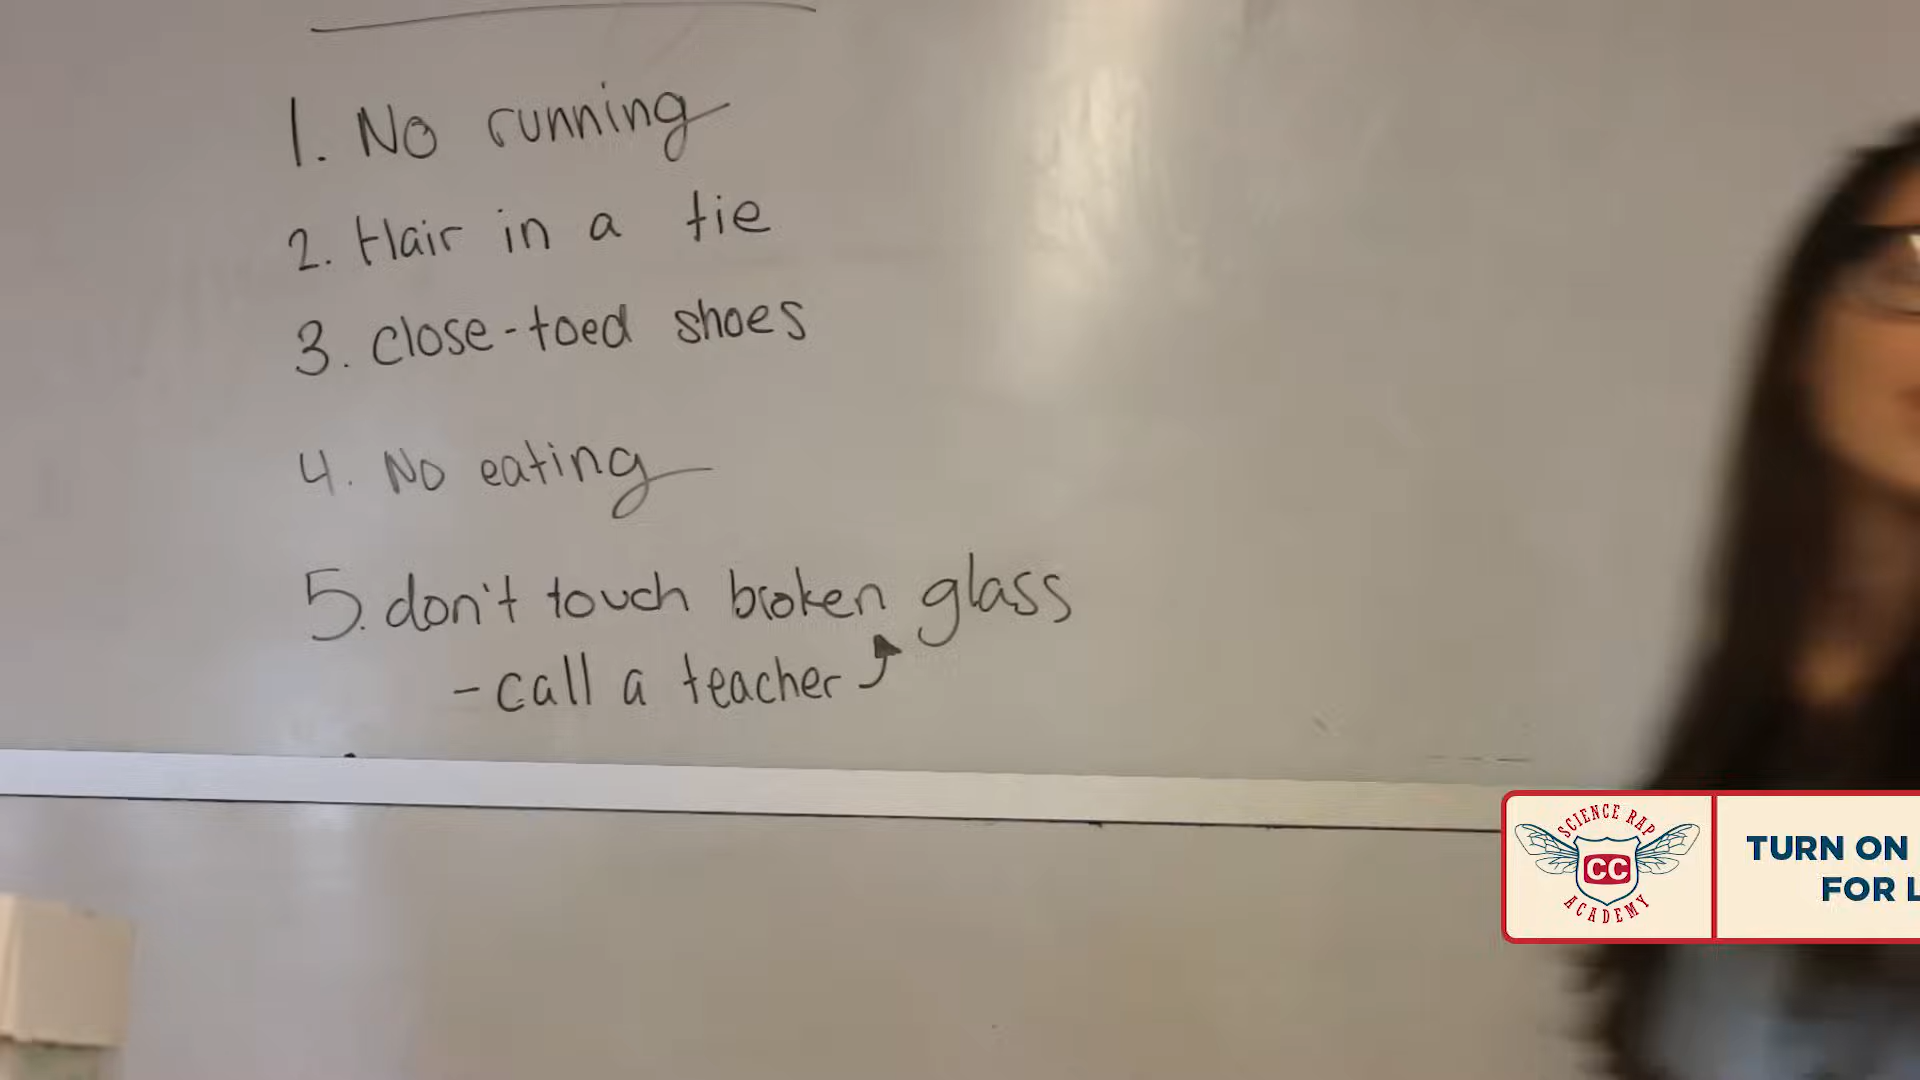 1. No running
2. Hair in a tie
3. close-toed shoes
4. No eating
5. don't touch broken glass
- call a teacher
SCIENCE RAP
CC
ACADEMY
TURN ON
FOR L